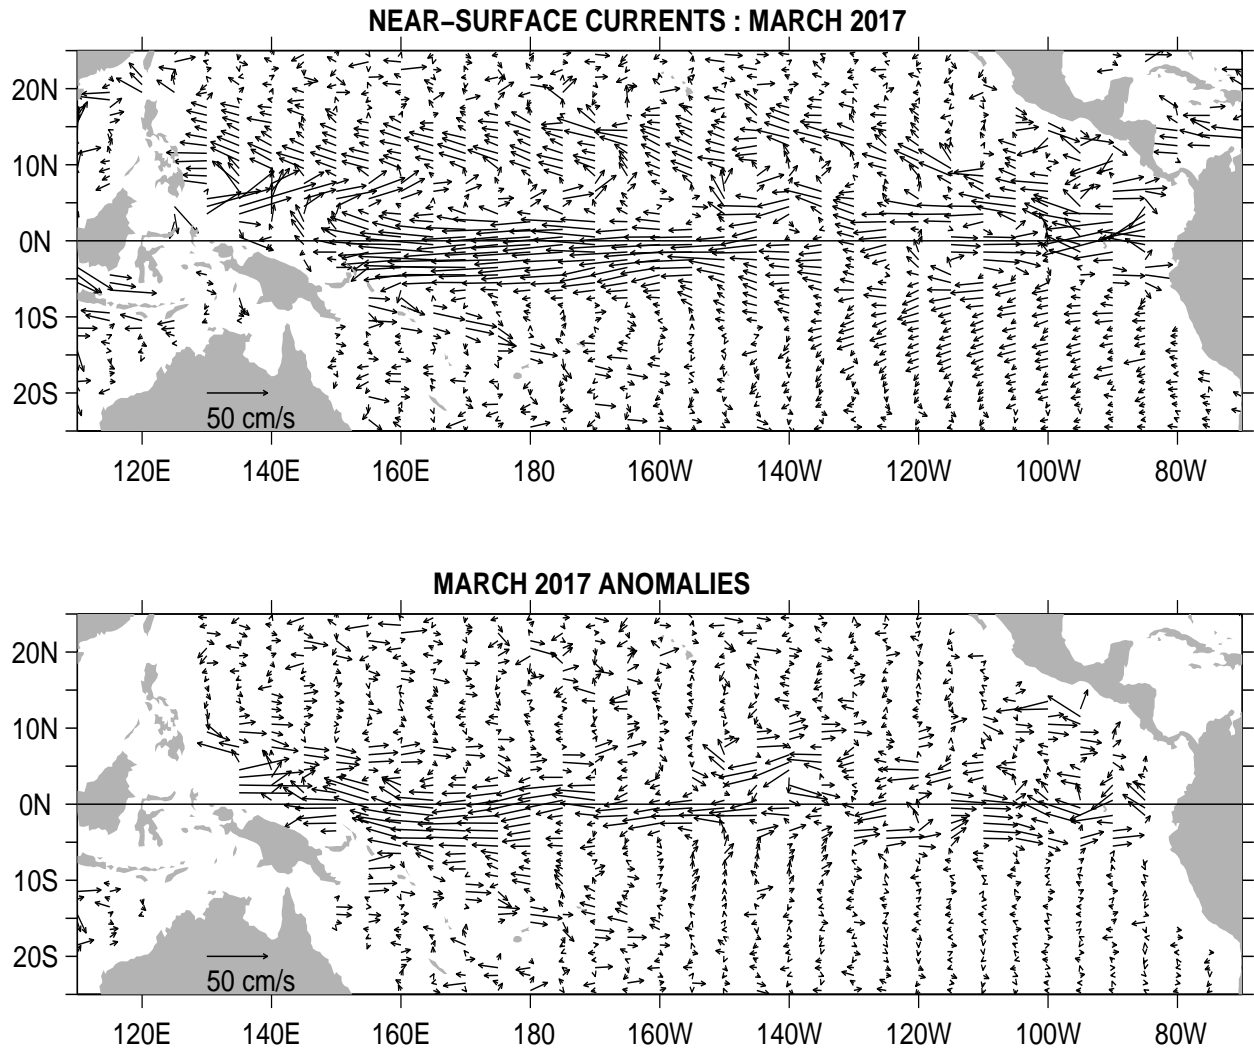 NEAR−SURFACE CURRENTS : MARCH 2017
20N
10N
0N
10S
20S
50 cm/s
120E 140E 160E 180 160W 140W 120W 100W 80W
MARCH 2017 ANOMALIES
20N
10N
0N
10S
20S
50 cm/s
120E 140E 160E 180 160W 140W 120W 100W 80W